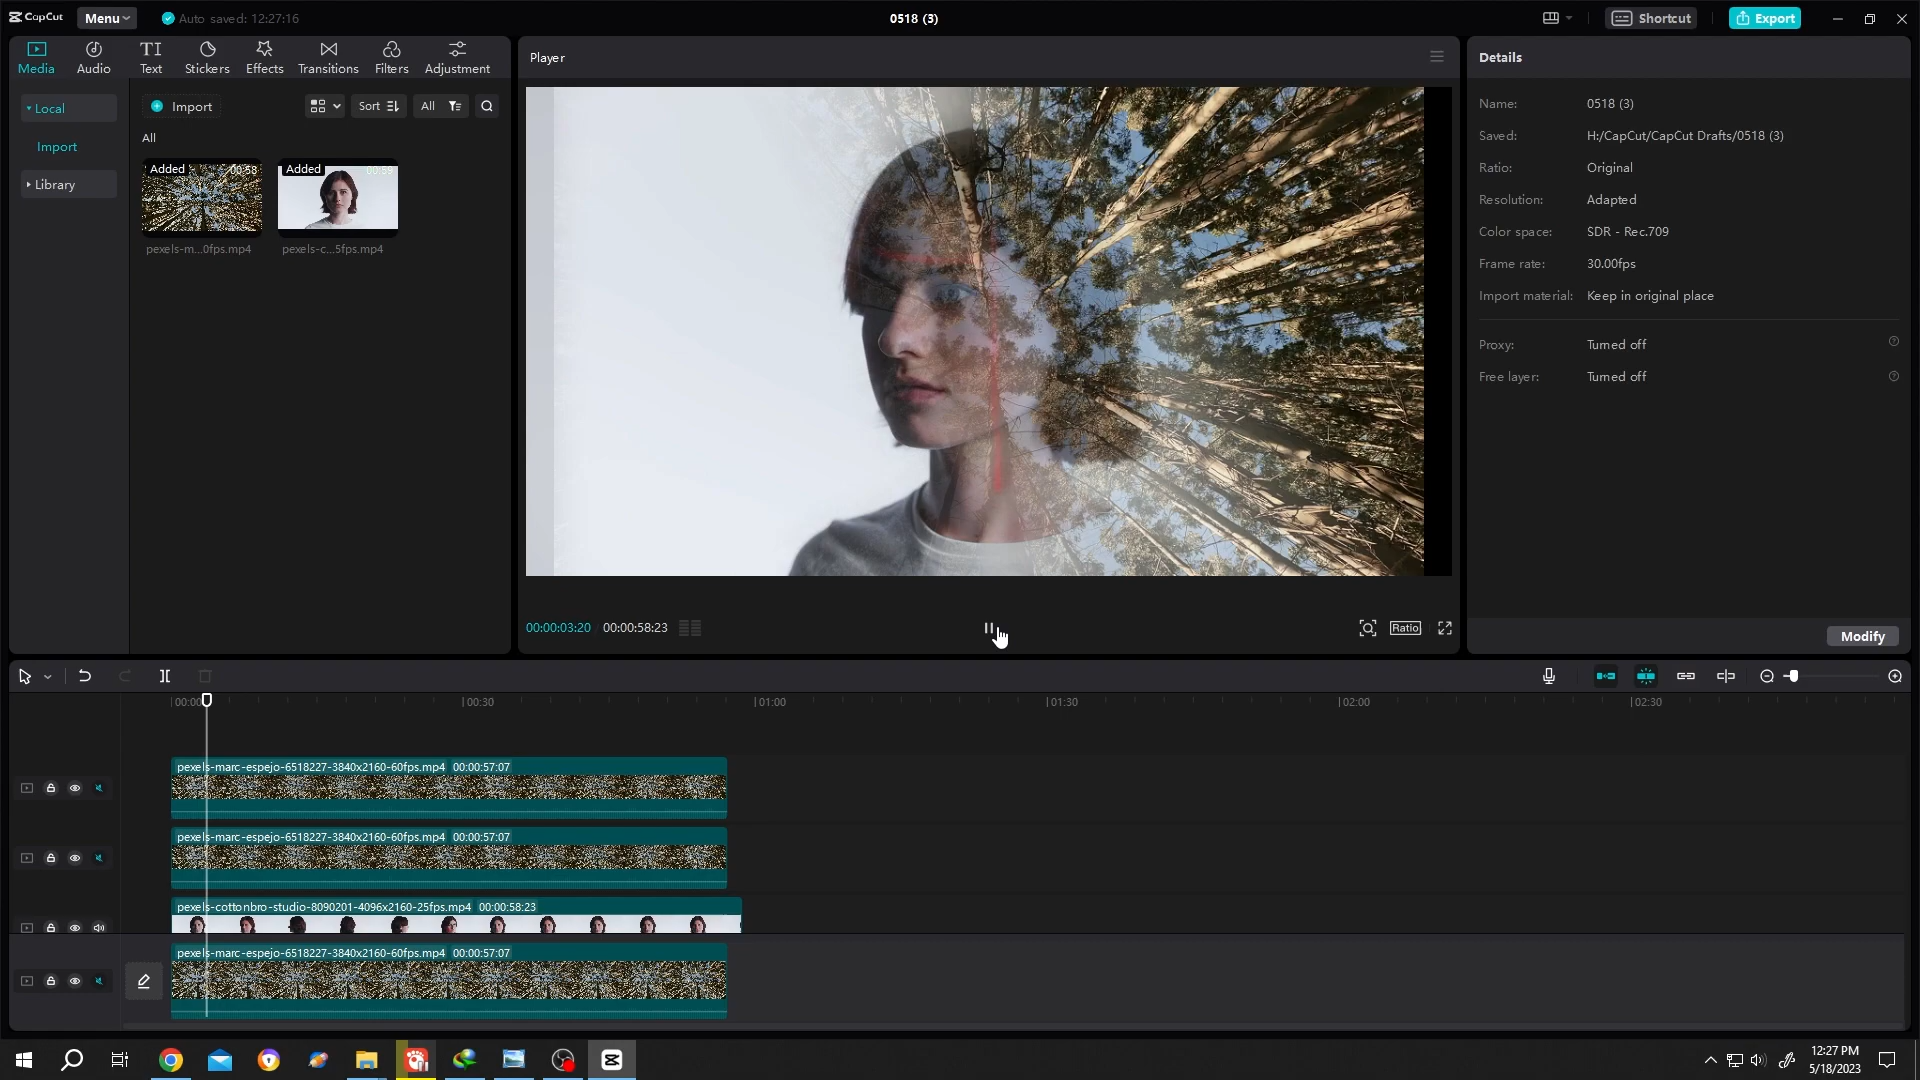 CapCut
Menu
Auto saved: 12:27:16
0518 (3)
Shortcut
Export
Media
Audio
TI
Text
Stickers
Effects
Transitions
Filters
Adjustment
Player
Details
Local
Import
Sort
All
Import
All
Library
Added
00:58
Added
00:59
pexels-m...0fps.mp4
pexels-c...5fps.mp4
Name:
0518 (3)
Saved:
H:/CapCut/CapCut Drafts/0518 (3)
Ratio:
Original
Resolution:
Adapted
Color space:
SDR - Rec.709
Frame rate:
30.00fps
Import material:
Keep in original place
Proxy:
Turned off
Free layer:
Turned off
00:00:03:20
00:00:58:23
Ratio
Modify
00:00
00:30
01:00
01:30
02:00
02:30
pexels-marc-espejo-6518227-3840x2160-60fps.mp4 00:00:57:07
pexels-marc-espejo-6518227-3840x2160-60fps.mp4 00:00:57:07
pexels-cottonbro-studio-8090201-4096x2160-25fps.mp4 00:00:58:23
pexels-marc-espejo-6518227-3840x2160-60fps.mp4 00:00:57:07
12:27 PM
5/18/2023